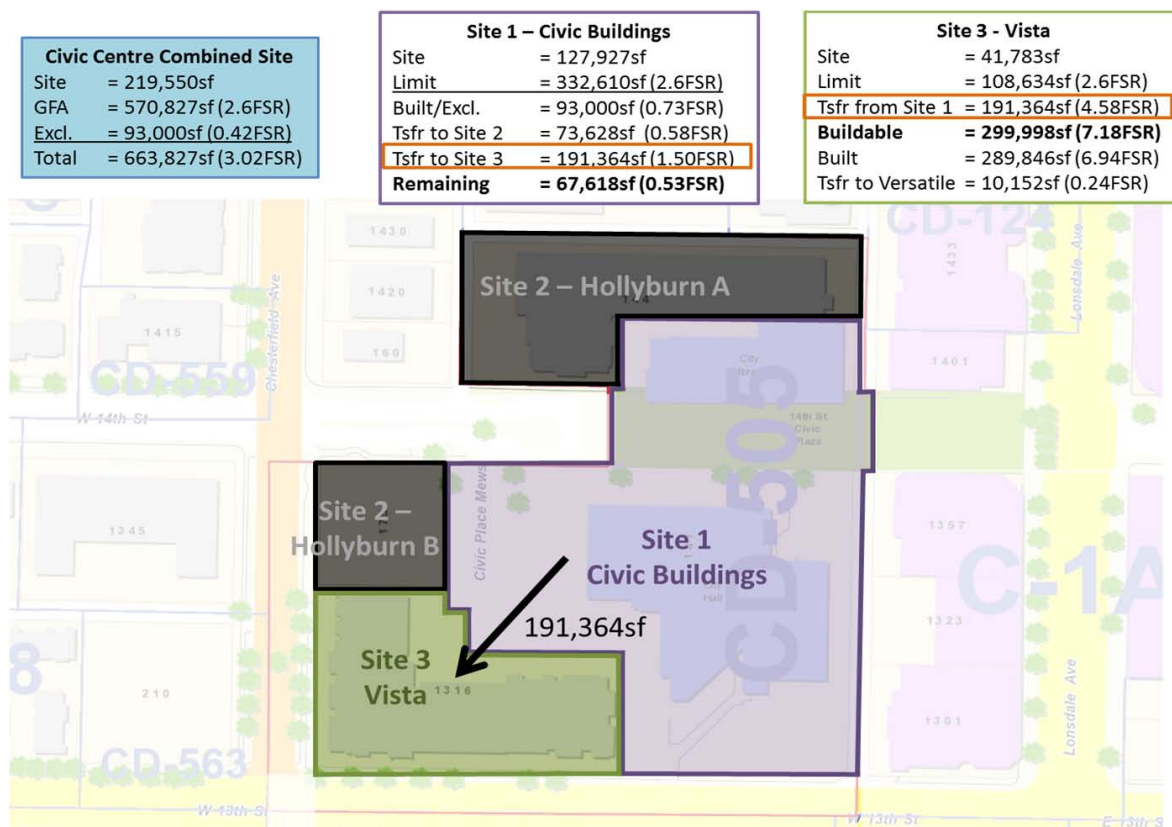 Civic Centre Combined Site
Site = 219,550sf
GFA = 570,827sf (2.6FSR)
Excl. = 93,000sf (0.42FSR)
Total = 663,827sf (3.02FSR)
Site 1 – Civic Buildings
Site = 127,927sf
Limit = 332,610sf (2.6FSR)
Built/Excl. = 93,000sf (0.73FSR)
Tsfr to Site 2 = 73,628sf (0.58FSR)
Tsfr to Site 3 = 191,364sf (1.50FSR)
Remaining = 67,618sf (0.53FSR)
Site 3 - Vista
Site = 41,783sf
Limit = 108,634sf (2.6FSR)
Tsfr from Site 1 = 191,364sf (4.58FSR)
Buildable = 299,998sf (7.18FSR)
Built = 289,846sf (6.94FSR)
Tsfr to Versatile = 10,152sf (0.24FSR)
CD-124
1430
1433
Lonsdale Ave
1420
Site 2 – Hollyburn A
Chesterfield Ave
1415
160
City
1401
CD-559
W 14th St
14th St
Civic
Plaza
CD-505
Site 2 –
Hollyburn B
Civic Place Mews
1345
1357
Site 1
Civic Buildings
Hall
C-1A
191,364sf
1323
Site 3
Vista
1316
8
210
1301
Lonsdale Ave
CD-563
W 13th St
W 13th St
E 13th S